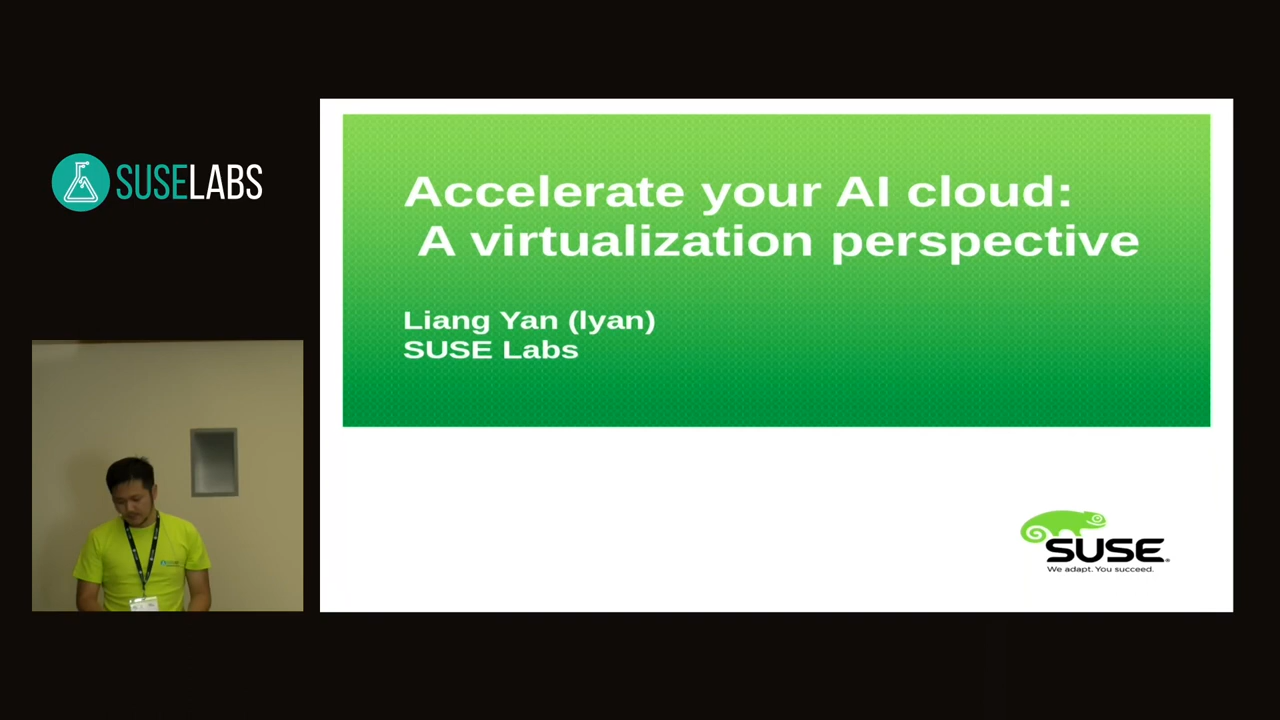 SUSELABS
Accelerate your AI cloud:
A virtualization perspective
Liang Yan (lyan)
SUSE Labs
SUSE
We adapt. You succeed.